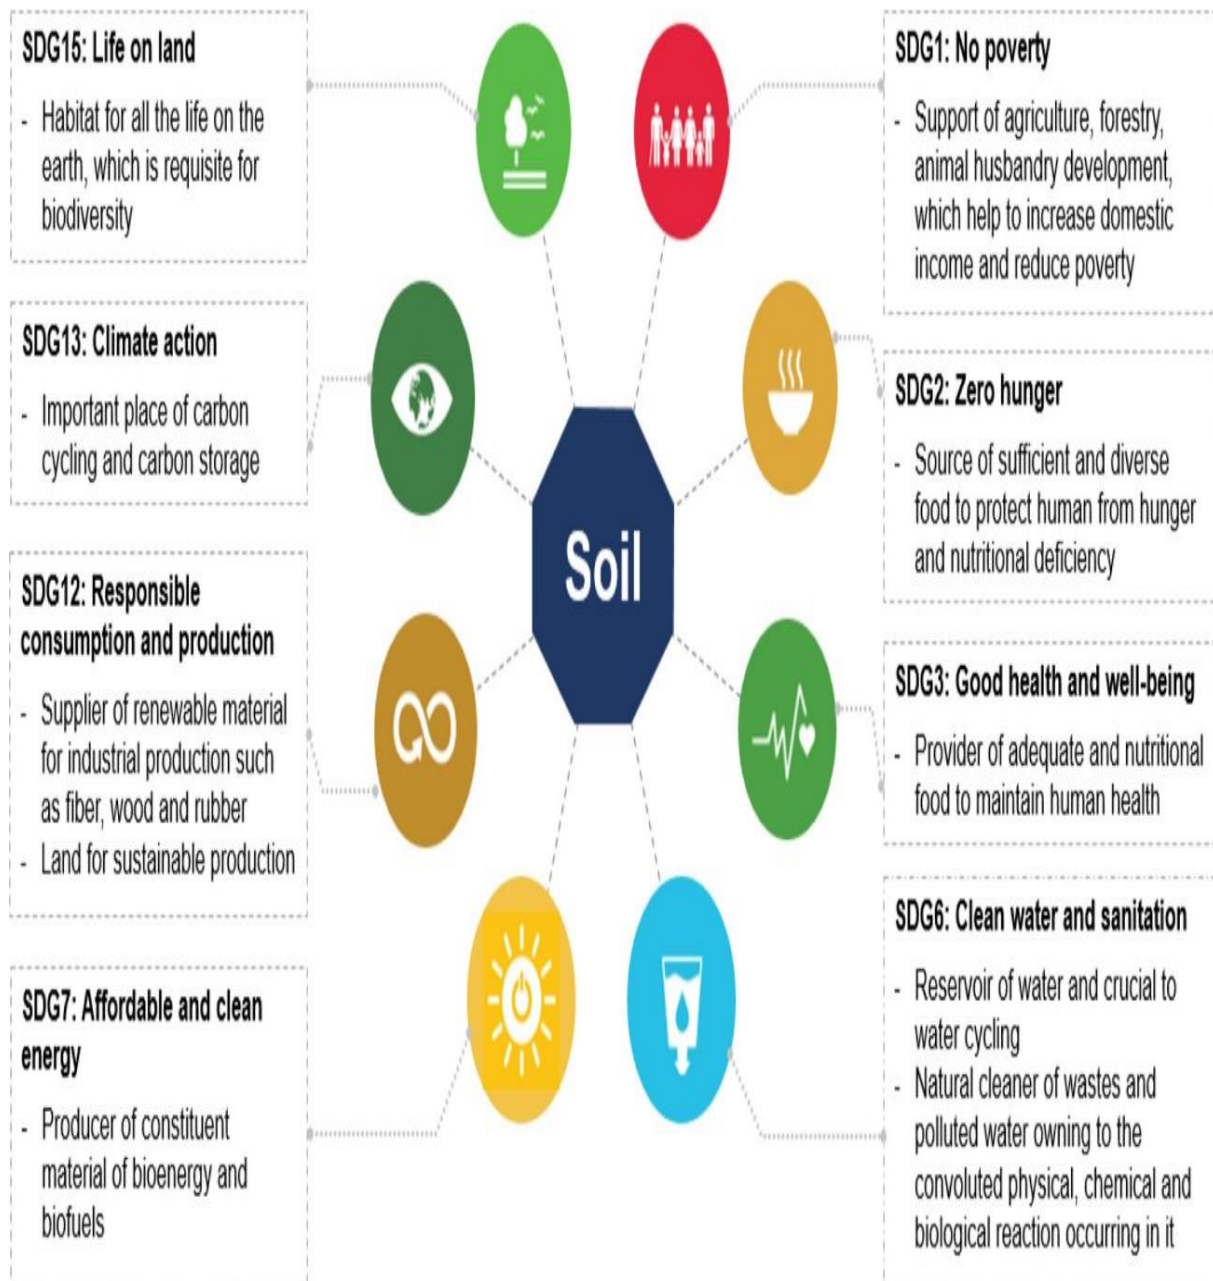 SDG15: Life on land
- Habitat for all the life on the
earth, which is requisite for
biodiversity
SDG13: Climate action
- Important place of carbon
cycling and carbon storage
SDG12: Responsible
consumption and production
- Supplier of renewable material
for industrial production such
as fiber, wood and rubber
- Land for sustainable production
SDG7: Affordable and clean
energy
- Producer of constituent
material of bioenergy and
biofuels
Soil
SDG1: No poverty
- Support of agriculture, forestry,
animal husbandry development,
which help to increase domestic
income and reduce poverty
SDG2: Zero hunger
- Source of sufficient and diverse
food to protect human from hunger
and nutritional deficiency
SDG3: Good health and well-being
- Provider of adequate and nutritional
food to maintain human health
SDG6: Clean water and sanitation
- Reservoir of water and crucial to
water cycling
- Natural cleaner of wastes and
polluted water owning to the
convoluted physical, chemical and
biological reaction occurring in it